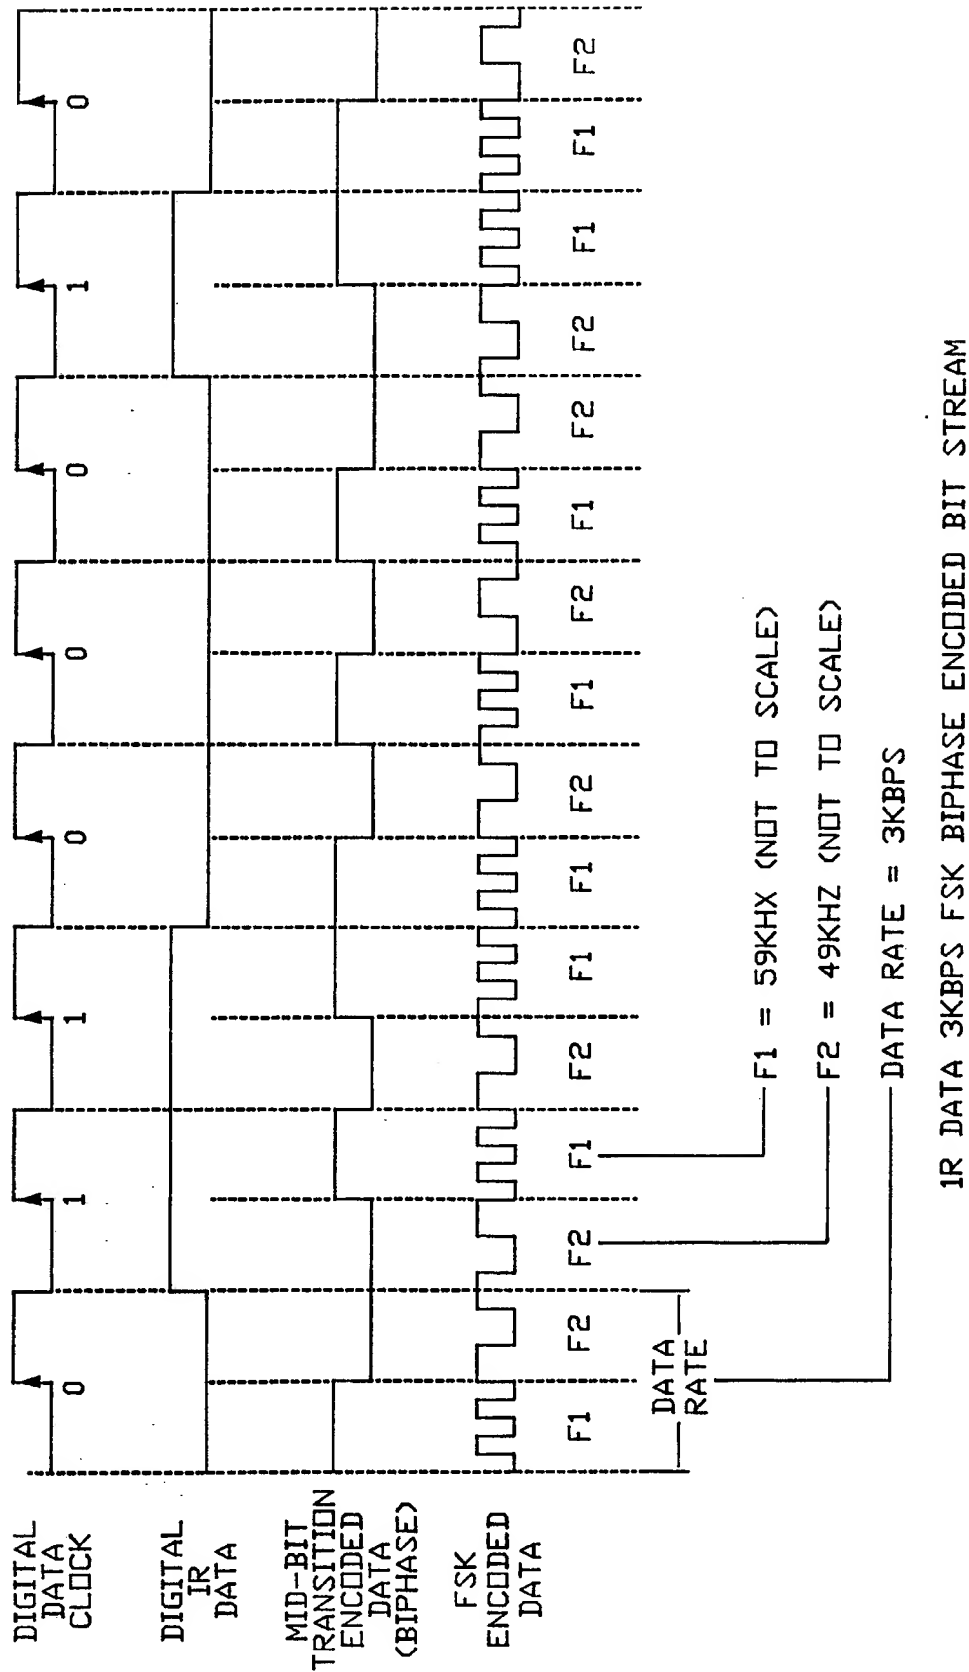 DIGITAL
DATA
CLOCK
0 1 1 0 0 0 1 0
DIGITAL
IR
DATA
MID-BIT
TRANSITION
ENCODED
DATA
(BIPHASE)
FSK
ENCODED
DATA
F1 F2 F2 F1 F2 F1 F1 F2 F1 F2 F1 F2 F2 F1 F1 F2
DATA
RATE
F1 = 59KHX (NOT TO SCALE)
F2 = 49KHZ (NOT TO SCALE)
DATA RATE = 3KBPS
1R DATA 3KBPS FSK BIPHASE ENCODED BIT STREAM